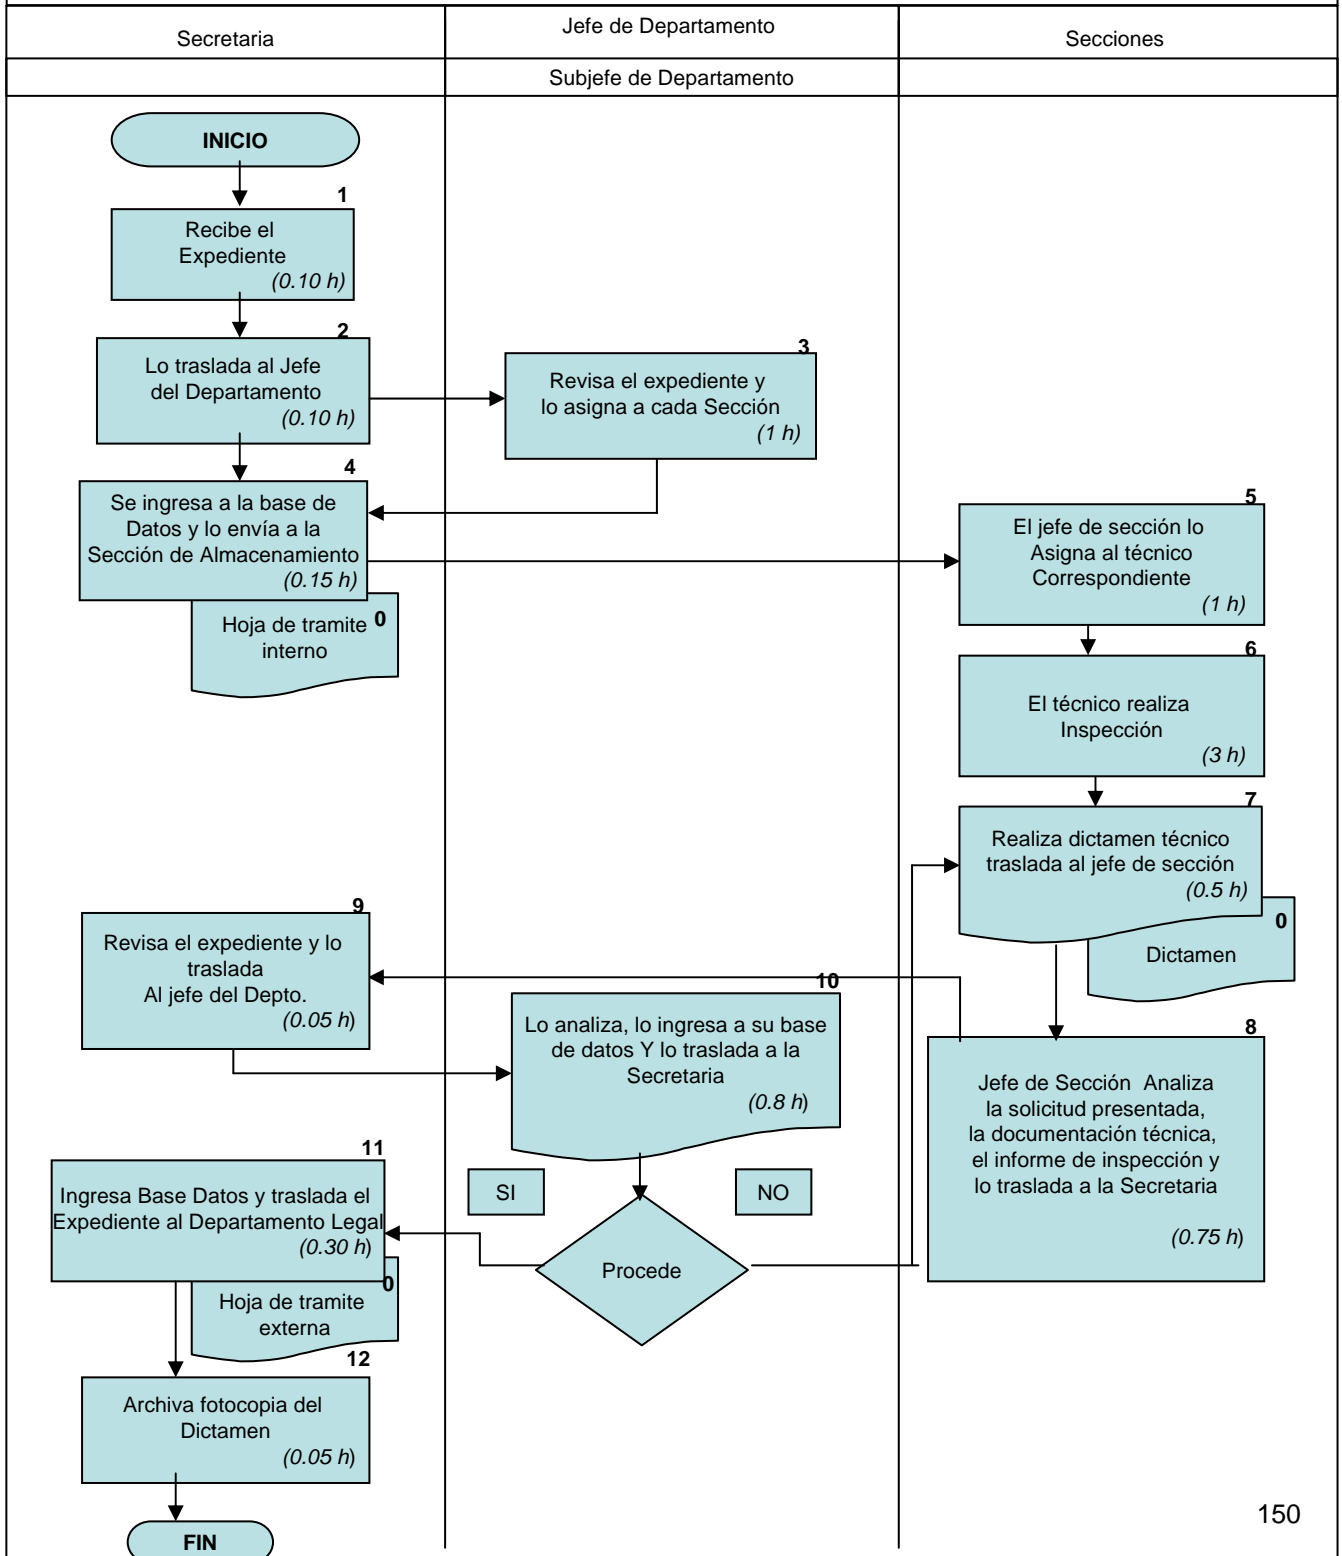 Secretaria
Jefe de Departamento
Secciones
Subjefe de Departamento
INICIO
1
Recibe el
Expediente
(0.10 h)
2
Lo traslada al Jefe
del Departamento
(0.10 h)
3
Revisa el expediente y
lo asigna a cada Sección
(1 h)
4
Se ingresa a la base de
Datos y lo envía a la
Sección de Almacenamiento
(0.15 h)
0
Hoja de tramite
interno
5
El jefe de sección lo
Asigna al técnico
Correspondiente
(1 h)
6
El técnico realiza
Inspección
(3 h)
7
Realiza dictamen técnico
traslada al jefe de sección
(0.5 h)
0
Dictamen
8
Jefe de Sección Analiza
la solicitud presentada,
la documentación técnica,
el informe de inspección y
lo traslada a la Secretaria
(0.75 h)
9
Revisa el expediente y lo
traslada
Al jefe del Depto.
(0.05 h)
10
Lo analiza, lo ingresa a su base
de datos Y lo traslada a la
Secretaria
(0.8 h)
SI
NO
Procede
11
Ingresa Base Datos y traslada el
Expediente al Departamento Legal
(0.30 h)
0
Hoja de tramite
externa
12
Archiva fotocopia del
Dictamen
(0.05 h)
FIN
150